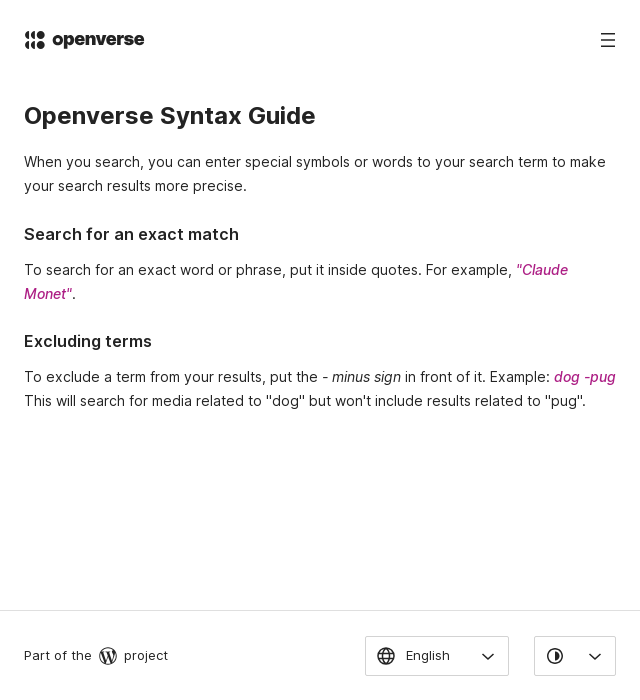 openverse
Openverse Syntax Guide
When you search, you can enter special symbols or words to your search term to make
your search results more precise.
Search for an exact match
To search for an exact word or phrase, put it inside quotes. For example, "Claude
Monet".
Excluding terms
To exclude a term from your results, put the - minus sign in front of it. Example: dog -pug
This will search for media related to "dog" but won't include results related to "pug".
Part of the project
English